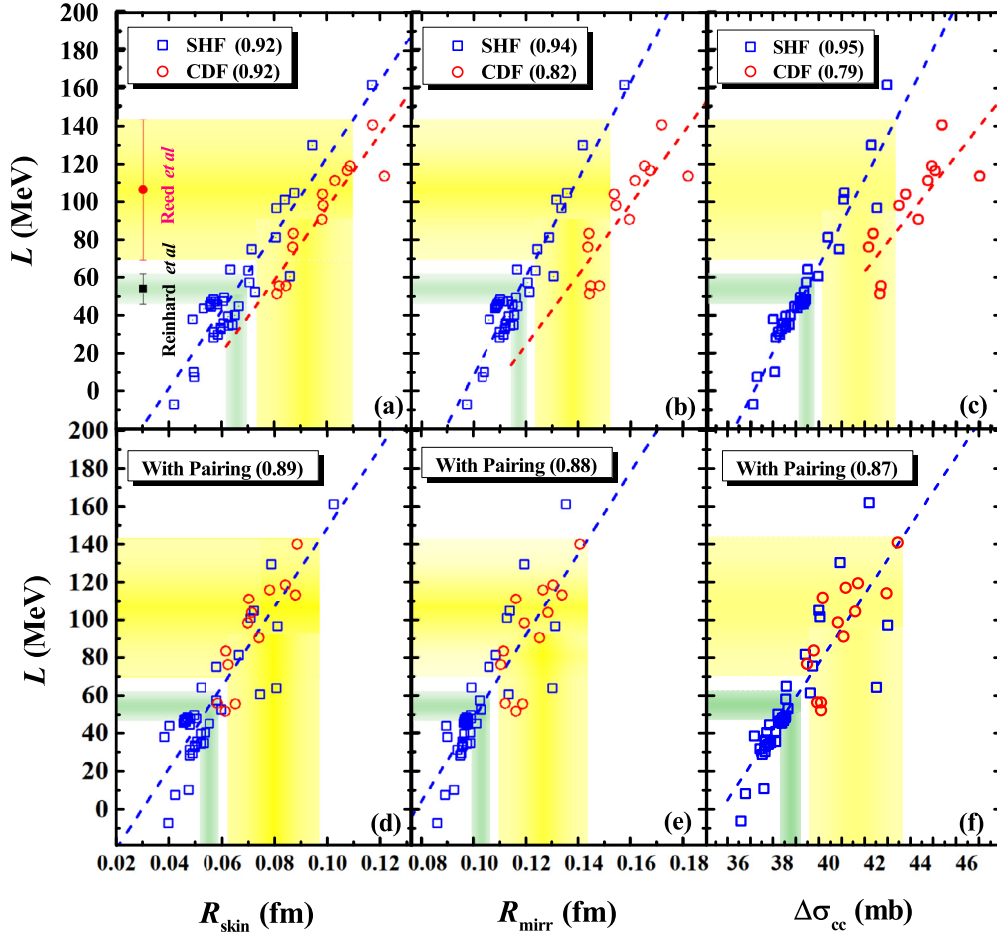 SHF (0.92)
CDF (0.92)
(a)
SHF (0.94)
CDF (0.82)
(b)
SHF (0.95)
CDF (0.79)
(c)
Reed et al
Reinhard et al
L (MeV)
200
180
160
140
120
100
80
60
40
20
0
With Pairing (0.89)
(d)
With Pairing (0.88)
(e)
With Pairing (0.87)
(f)
L (MeV)
200
180
160
140
120
100
80
60
40
20
0
0.02 0.04 0.06 0.08 0.10 0.12
0.08 0.10 0.12 0.14 0.16 0.18
36 38 40 42 44 46
Rskin (fm)
Rmirr (fm)
Δσcc (mb)